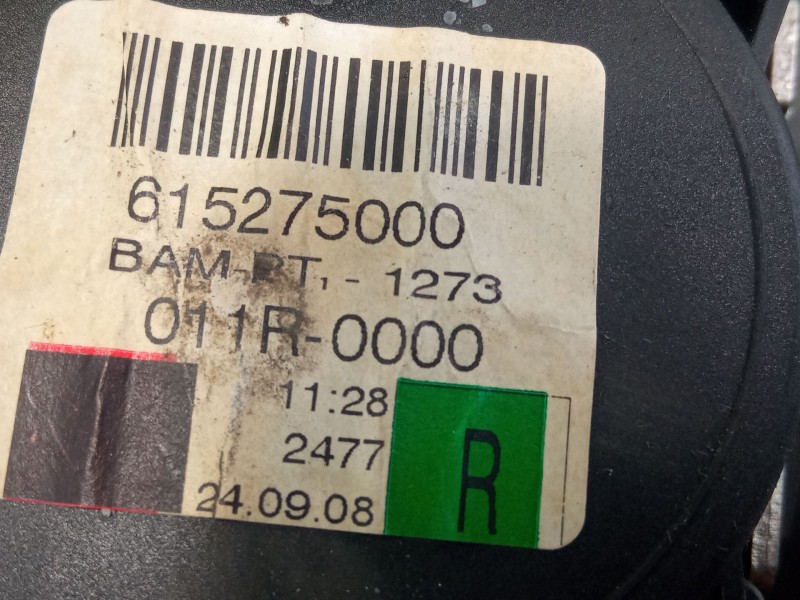 615275000
BAM-PT, - 1273
011R-0000
11:28
2477
24.09.08
R